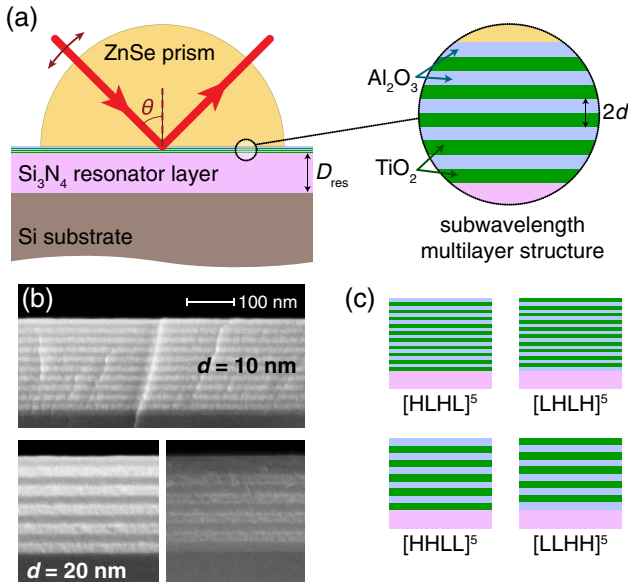 (a)
ZnSe prism
θ
Al₂O₃
2d
TiO₂
Si₃N₄ resonator layer
D_res
Si substrate
subwavelength
multilayer structure
(b)
100 nm
d = 10 nm
d = 20 nm
(c)
[HLHL]⁵
[LHLH]⁵
[HHLL]⁵
[LLHH]⁵